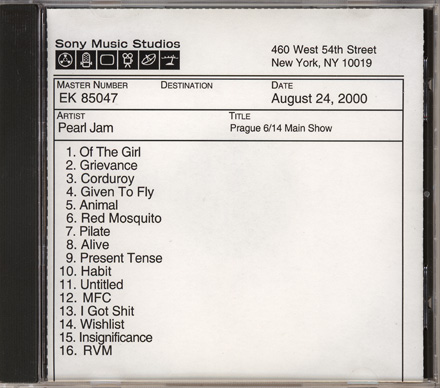 Sony Music Studios
460 West 54th Street
New York, NY 10019
MASTER NUMBER DESTINATION DATE
EK 85047 August 24, 2000
ARTIST TITLE
Pearl Jam Prague 6/14 Main Show
1. Of The Girl
2. Grievance
3. Corduroy
4. Given To Fly
5. Animal
6. Red Mosquito
7. Pilate
8. Alive
9. Present Tense
10. Habit
11. Untitled
12. MFC
13. I Got Shit
14. Wishlist
15. Insignificance
16. RVM